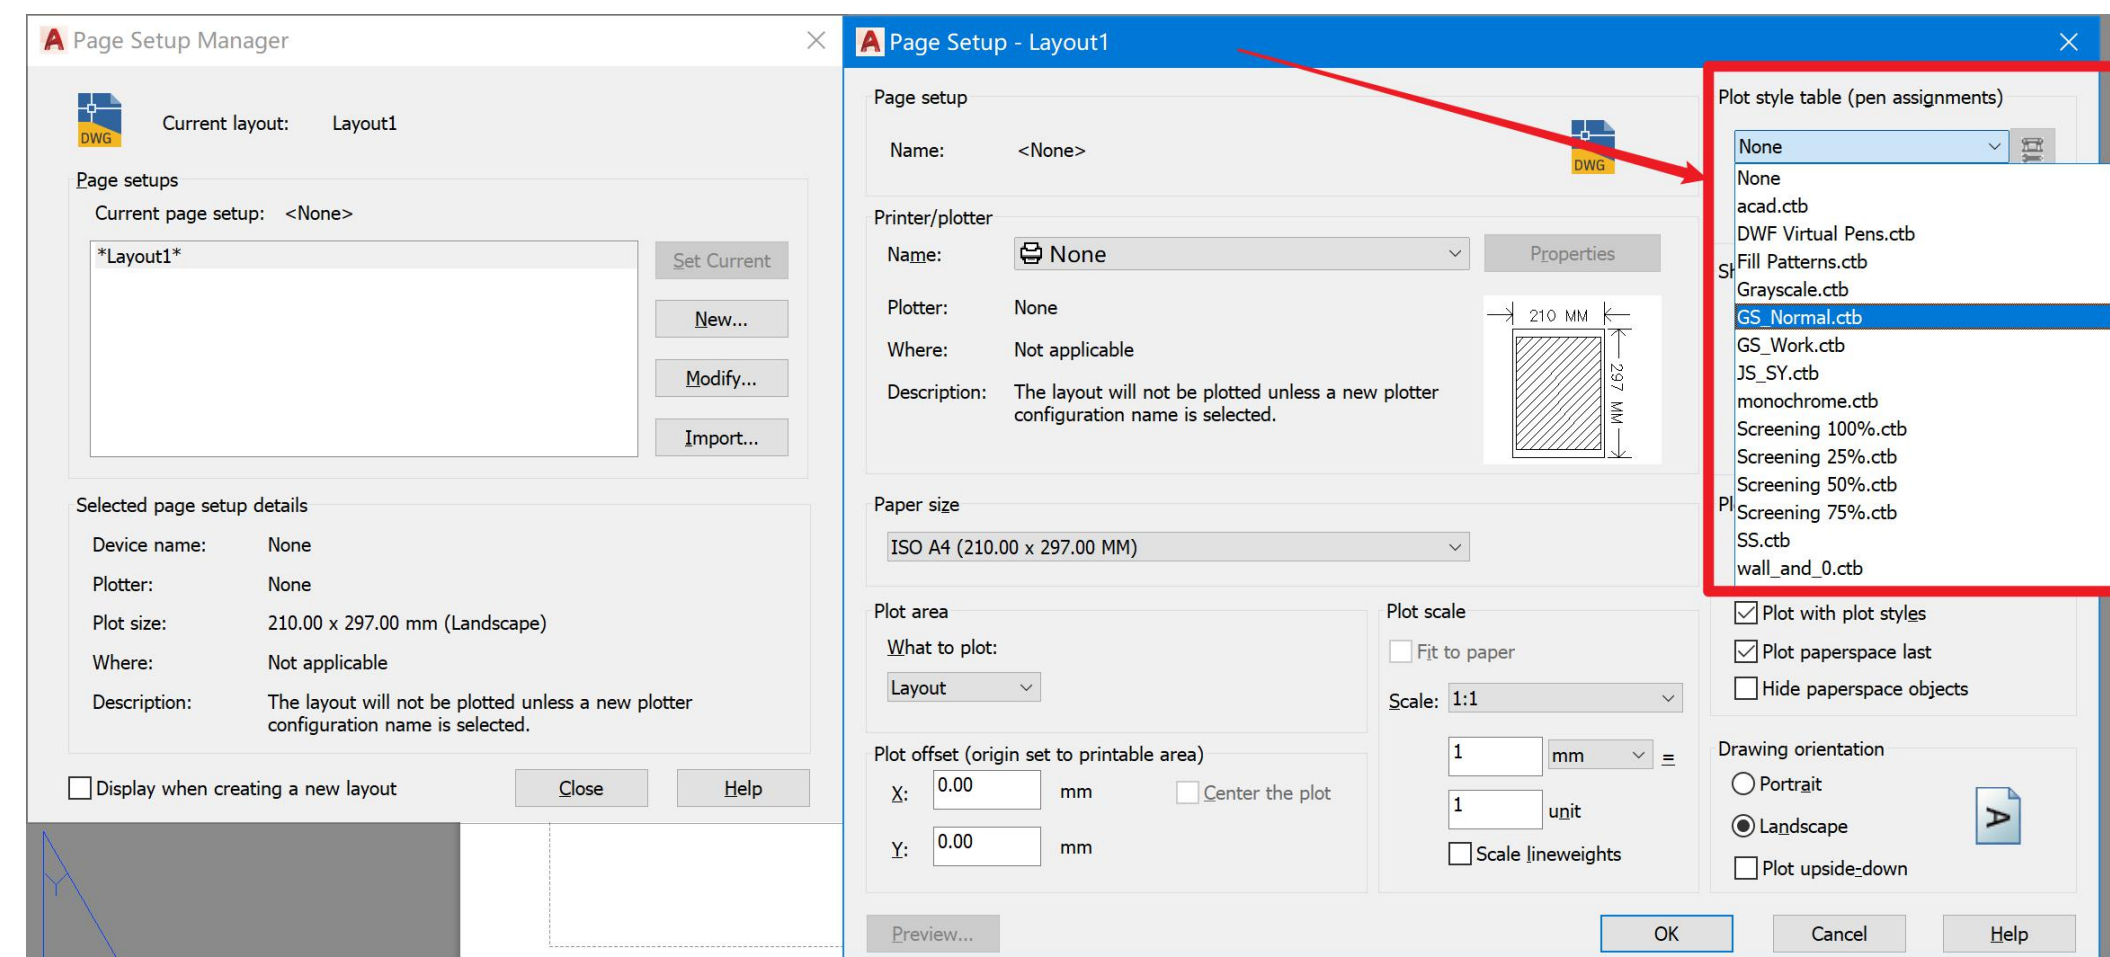 Page Setup Manager
DWG
Current layout: Layout1
Page setups
Current page setup: <None>
*Layout1*
Set Current
New...
Modify...
Import...
Selected page setup details
Device name: None
Plotter: None
Plot size: 210.00 x 297.00 mm (Landscape)
Where: Not applicable
Description: The layout will not be plotted unless a new plotter
configuration name is selected.
Display when creating a new layout
Close
Help
Y
Page Setup - Layout1
Page setup
Name: <None>
DWG
Printer/plotter
Name: None
Properties
Plotter: None
Where: Not applicable
Description: The layout will not be plotted unless a new plotter
configuration name is selected.
210 MM
297 MM
Paper size
ISO A4 (210.00 x 297.00 MM)
Plot area
What to plot:
Layout
Plot offset (origin set to printable area)
X: 0.00 mm
Center the plot
Y: 0.00 mm
Plot scale
Fit to paper
Scale: 1:1
1 mm =
1 unit
Scale lineweights
Plot style table (pen assignments)
None
None
acad.ctb
DWF Virtual Pens.ctb
Fill Patterns.ctb
Grayscale.ctb
GS_Normal.ctb
GS_Work.ctb
JS_SY.ctb
monochrome.ctb
Screening 100%.ctb
Screening 25%.ctb
Screening 50%.ctb
Screening 75%.ctb
SS.ctb
wall_and_0.ctb
Plot with plot styles
Plot paperspace last
Hide paperspace objects
Drawing orientation
Portrait
Landscape
A
Plot upside-down
Preview...
OK
Cancel
Help